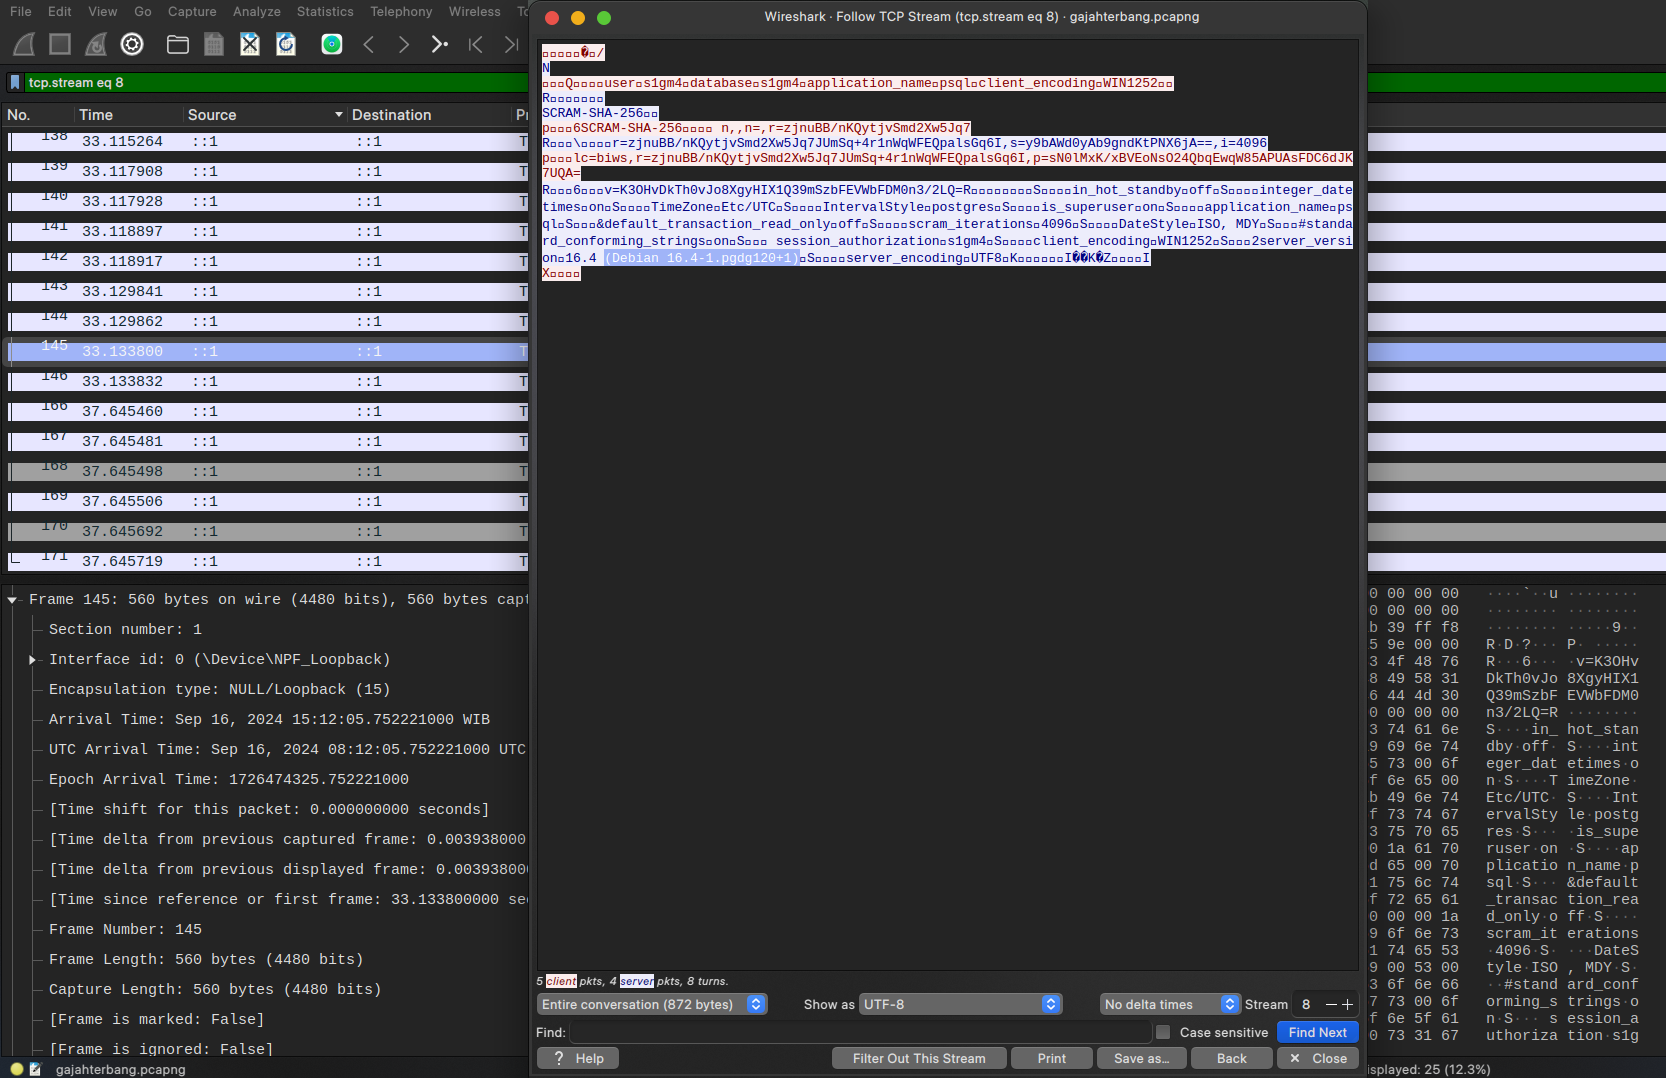 File Edit View Go Capture Analyze Statistics Telephony Wireless
Wireshark · Follow TCP Stream (tcp.stream eq 8) · gajahterbang.pcapng
tcp.stream eq 8
No. Time Source Destination
138 33.115264 ::1 ::1
139 33.117908 ::1 ::1 T
140 33.117928 ::1 ::1 T
141 33.118897 ::1 ::1 T
142 33.118917 ::1 ::1 T
143 33.129841 ::1 ::1 T
144 33.129862 ::1 ::1 T
145 33.133800 ::1 ::1 T
146 33.133832 ::1 ::1 T
166 37.645460 ::1 ::1 T
167 37.645481 ::1 ::1 T
168 37.645498 ::1 ::1 T
169 37.645506 ::1 ::1 T
170 37.645692 ::1 ::1 T
171 37.645719 ::1 ::1 T
▫▫▫▫▫�▫/
N
▫▫▫Q▫▫▫▫user▫s1gm4▫database▫s1gm4▫application_name▫psql▫client_encoding▫WIN1252▫▫
R▫▫▫▫▫▫▫
SCRAM-SHA-256▫▫
p▫▫▫6SCRAM-SHA-256▫▫▫▫ n,,n=,r=zjnuBB/nKQytjvSmd2Xw5Jq7
R▫▫▫\▫▫▫▫r=zjnuBB/nKQytjvSmd2Xw5Jq7JUmSq+4r1nWqWFEQpalsGq6I,s=y9bAWd0yAb9gndKtPNX6jA==,i=4096
p▫▫▫lc=biws,r=zjnuBB/nKQytjvSmd2Xw5Jq7JUmSq+4r1nWqWFEQpalsGq6I,p=sN0lMxK/xBVEoNsO24QbqEwqW85APUAsFDC6dJK
7UQA=
R▫▫▫6▫▫▫v=K3OHvDkTh0vJo8XgyHIX1Q39mSzbFEVWbFDM0n3/2LQ=R▫▫▫▫▫▫▫▫S▫▫▫▫in_hot_standby▫off▫S▫▫▫▫integer_date
times▫on▫S▫▫▫▫TimeZone▫Etc/UTC▫S▫▫▫▫IntervalStyle▫postgres▫S▫▫▫▫is_superuser▫on▫S▫▫▫▫application_name▫ps
ql▫S▫▫▫&default_transaction_read_only▫off▫S▫▫▫▫scram_iterations▫4096▫S▫▫▫▫DateStyle▫ISO, MDY▫S▫▫▫#standa
rd_conforming_strings▫on▫S▫▫▫ session_authorization▫s1gm4▫S▫▫▫▫client_encoding▫WIN1252▫S▫▫▫2server_versi
on▫16.4 (Debian 16.4-1.pgdg120+1)▫S▫▫▫▫server_encoding▫UTF8▫K▫▫▫▫▫▫I��K�Z▫▫▫▫I
X▫▫▫▫
Frame 145: 560 bytes on wire (4480 bits), 560 bytes capt
Section number: 1
Interface id: 0 (\Device\NPF_Loopback)
Encapsulation type: NULL/Loopback (15)
Arrival Time: Sep 16, 2024 15:12:05.752221000 WIB
UTC Arrival Time: Sep 16, 2024 08:12:05.752221000 UTC
Epoch Arrival Time: 1726474325.752221000
[Time shift for this packet: 0.000000000 seconds]
[Time delta from previous captured frame: 0.003938000
[Time delta from previous displayed frame: 0.003938000
[Time since reference or first frame: 33.133800000 se
Frame Number: 145
Frame Length: 560 bytes (4480 bits)
Capture Length: 560 bytes (4480 bits)
[Frame is marked: False]
[Frame is ignored: False]
0 00 00 00 ····`··u ········
0 00 00 00 ········ ········
b 39 ff f8 ········ ·····9··
5 9e 00 00 R·D·?··· P·······
3 4f 48 76 R···6··· ·v=K3OHv
8 49 58 31 DkTh0vJo 8XgyHIX1
6 44 4d 30 Q39mSzbF EVWbFDM0
0 00 00 00 n3/2LQ=R ········
3 74 61 6e S····in_ hot_stan
9 69 6e 74 dby·off· S····int
5 73 00 6f eger_dat etimes·o
f 6e 65 00 n·S····T imeZone·
b 49 6e 74 Etc/UTC· S····Int
f 73 74 67 ervalSty le·postg
3 75 70 65 res·S··· ·is_supe
0 1a 61 70 ruser·on ·S····ap
d 65 00 70 plication_name·p
1 75 6c 74 sql·S··· &default
f 72 65 61 _transac tion_rea
0 00 00 1a d_only·o ff·S····
9 6f 6e 73 scram_it erations
1 74 65 53 ·4096·S· ···DateS
9 00 53 00 tyle·ISO , MDY·S·
3 6f 6e 66 ··#stand ard_conf
7 73 00 6f orming_s trings·o
f 6e 5f 61 n·S··· s ession_a
0 73 31 67 uthoriza tion·s1g
5 client pkts, 4 server pkts, 8 turns.
Entire conversation (872 bytes) Show as UTF-8 No delta times Stream 8
Find: Case sensitive Find Next
? Help Filter Out This Stream Print Save as... Back Close
gajahterbang.pcapng
isplayed: 25 (12.3%)